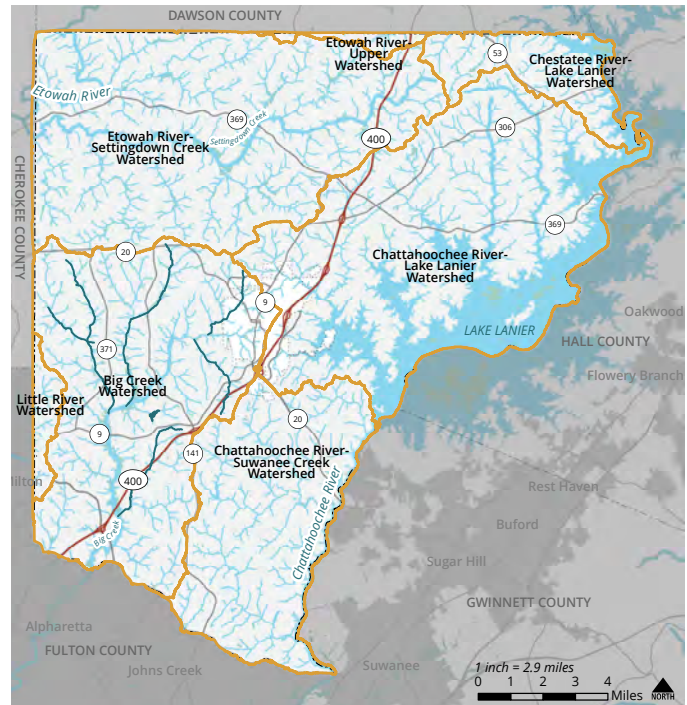 DAWSON COUNTY
Etowah River-
Upper
Watershed
53
Chestatee River-
Lake Lanier
Watershed
Etowah River
369
Settingdown Creek
306
400
Etowah River-
Settingdown Creek
Watershed
CHEROKEE COUNTY
369
20
Chattahoochee River-
Lake Lanier
Watershed
9
Oakwood
LAKE LANIER
HALL COUNTY
371
Flowery Branch
Big Creek
Watershed
Little River
Watershed
20
9
141
Chattahoochee River-
Suwanee Creek
Watershed
400
ilton
Chattahoochee River
Rest Haven
Buford
Big Creek
Sugar Hill
GWINNETT COUNTY
Alpharetta
FULTON COUNTY
Johns Creek
Suwanee
1 inch = 2.9 miles
0 1 2 3 4
Miles
NORTH